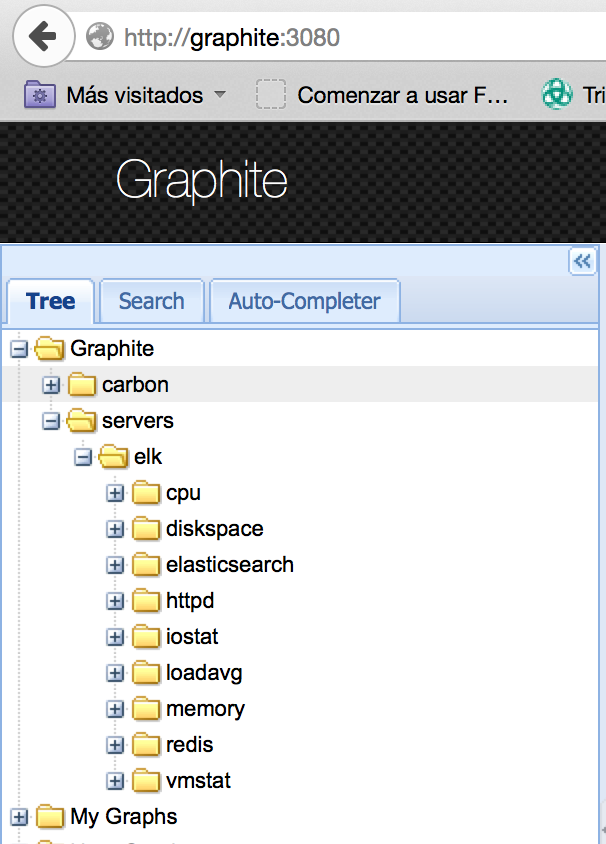 http://graphite:3080
Más visitados
Comenzar a usar F...
Tri
Graphite
Tree
Search
Auto-Completer
Graphite
carbon
servers
elk
cpu
diskspace
elasticsearch
httpd
iostat
loadavg
memory
redis
vmstat
My Graphs